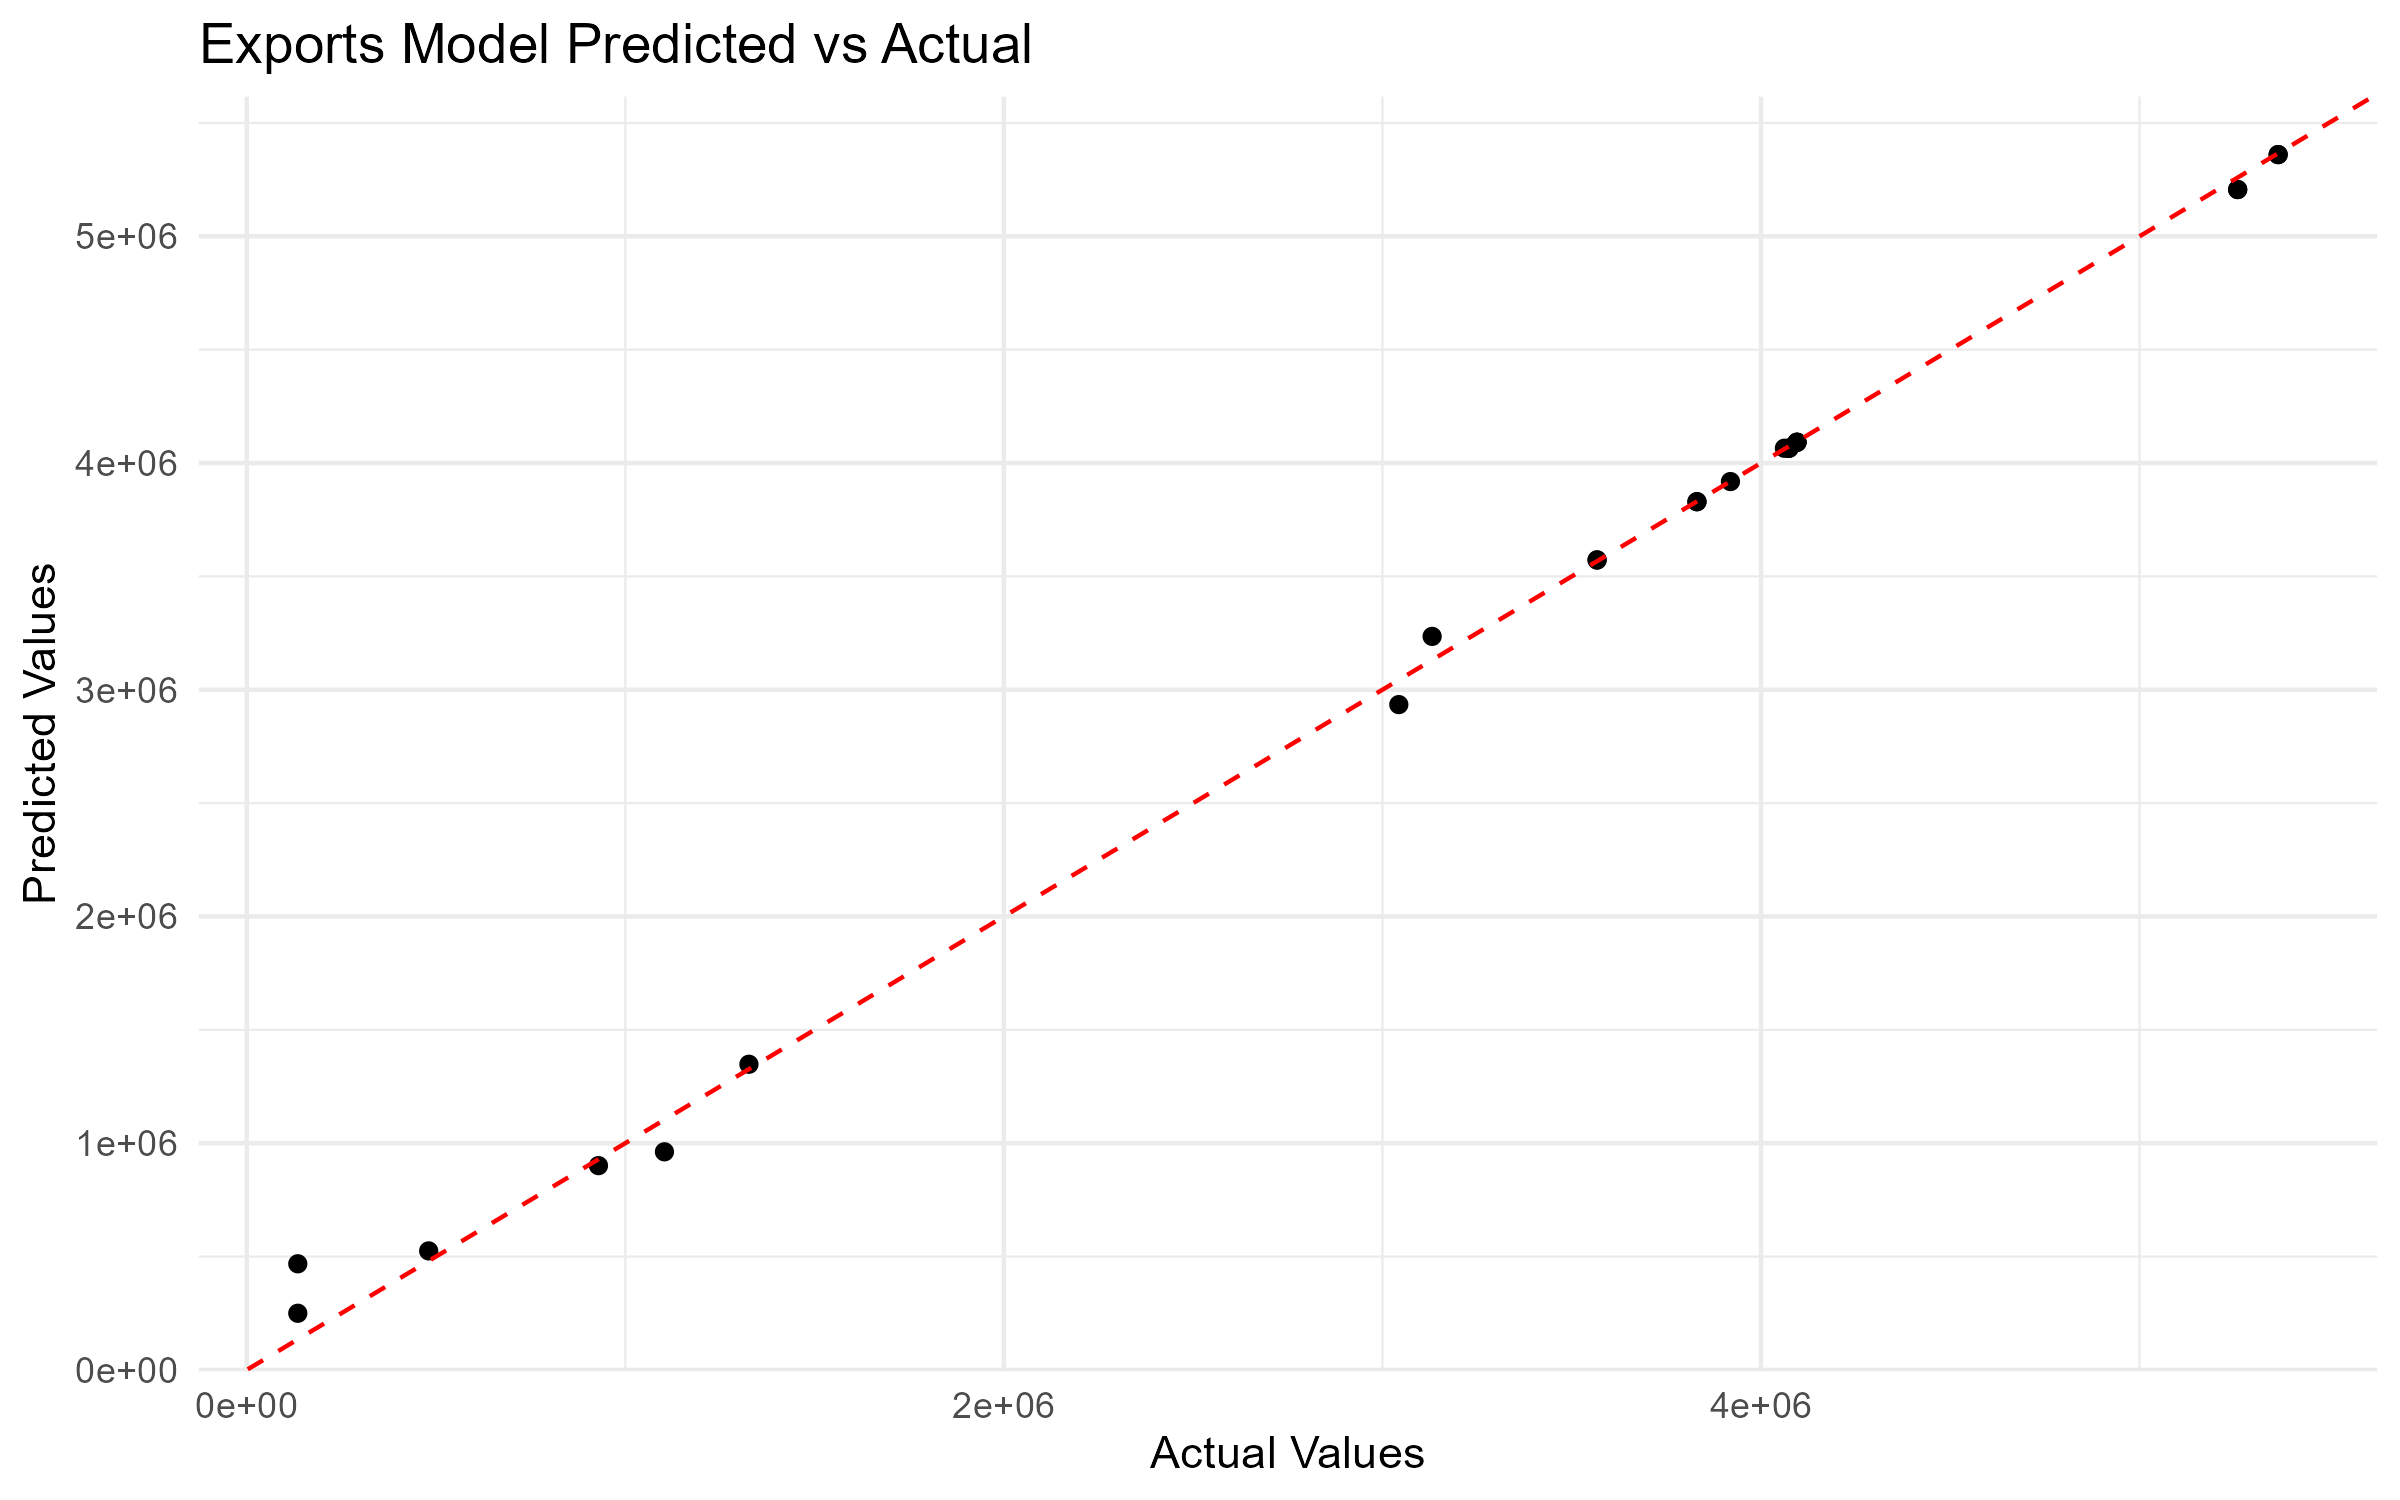 Exports Model Predicted vs Actual
Predicted Values
5e+06
4e+06
3e+06
2e+06
1e+06
0e+00
0e+00 2e+06 4e+06
Actual Values